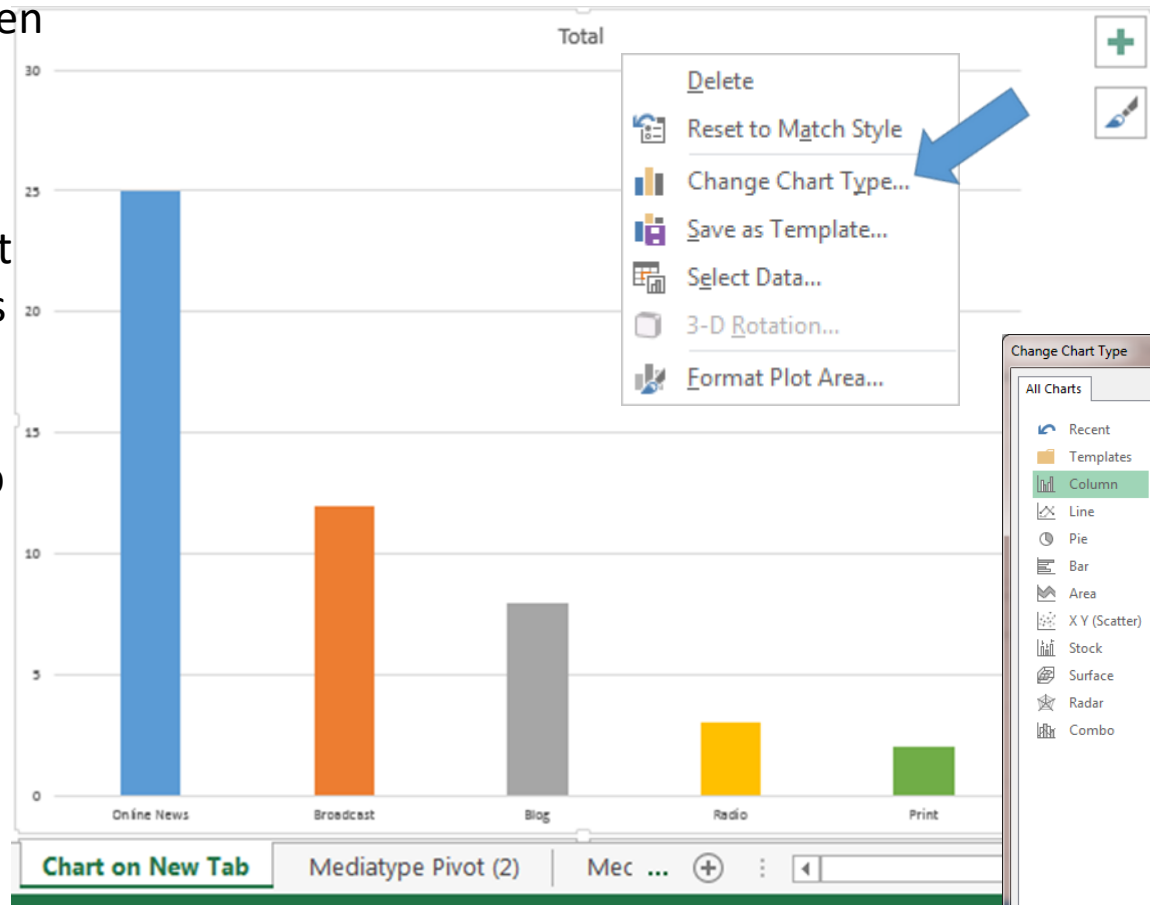 en
t
s
Total
30
25
20
15
10
5
0
Online News
Broadcast
Blog
Radio
Print
Delete
Reset to Match Style
Change Chart Type...
Save as Template...
Select Data...
3-D Rotation...
Format Plot Area...
Change Chart Type
All Charts
Recent
Templates
Column
Line
Pie
Bar
Area
X Y (Scatter)
Stock
Surface
Radar
Combo
Chart on New Tab
Mediatype Pivot (2)
Mec ...